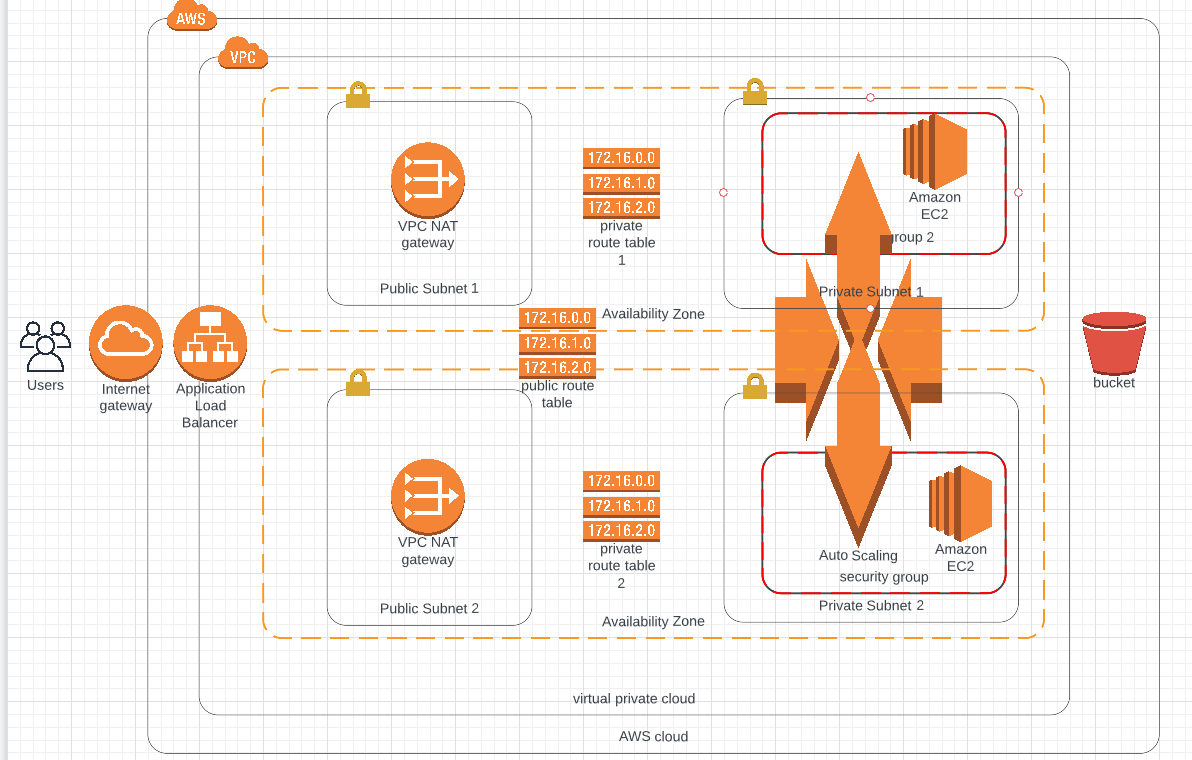 AWS
VPC
172.16.0.0
172.16.1.0
172.16.2.0
private
route table
1
VPC NAT
gateway
Public Subnet 1
Amazon
EC2
group 2
Private Subnet 1
Availability Zone
172.16.0.0
172.16.1.0
172.16.2.0
public route
table
Users
Internet
gateway
Application
Load
Balancer
bucket
VPC NAT
gateway
Public Subnet 2
172.16.0.0
172.16.1.0
172.16.2.0
private
route table
2
Availability Zone
Auto Scaling
Amazon
EC2
security group
Private Subnet 2
virtual private cloud
AWS cloud